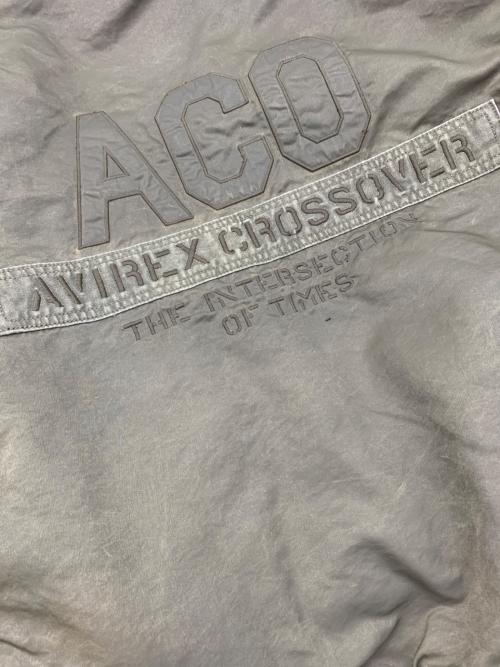 ACO
AVIREX CROSSOVER
THE INTERSECTION
OF TIMES